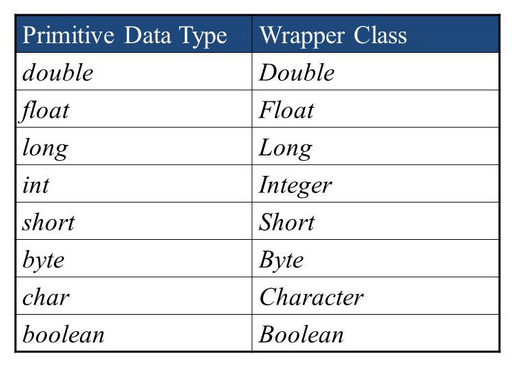 Primitive Data Type Wrapper Class
double Double
float Float
long Long
int Integer
short Short
byte Byte
char Character
boolean Boolean